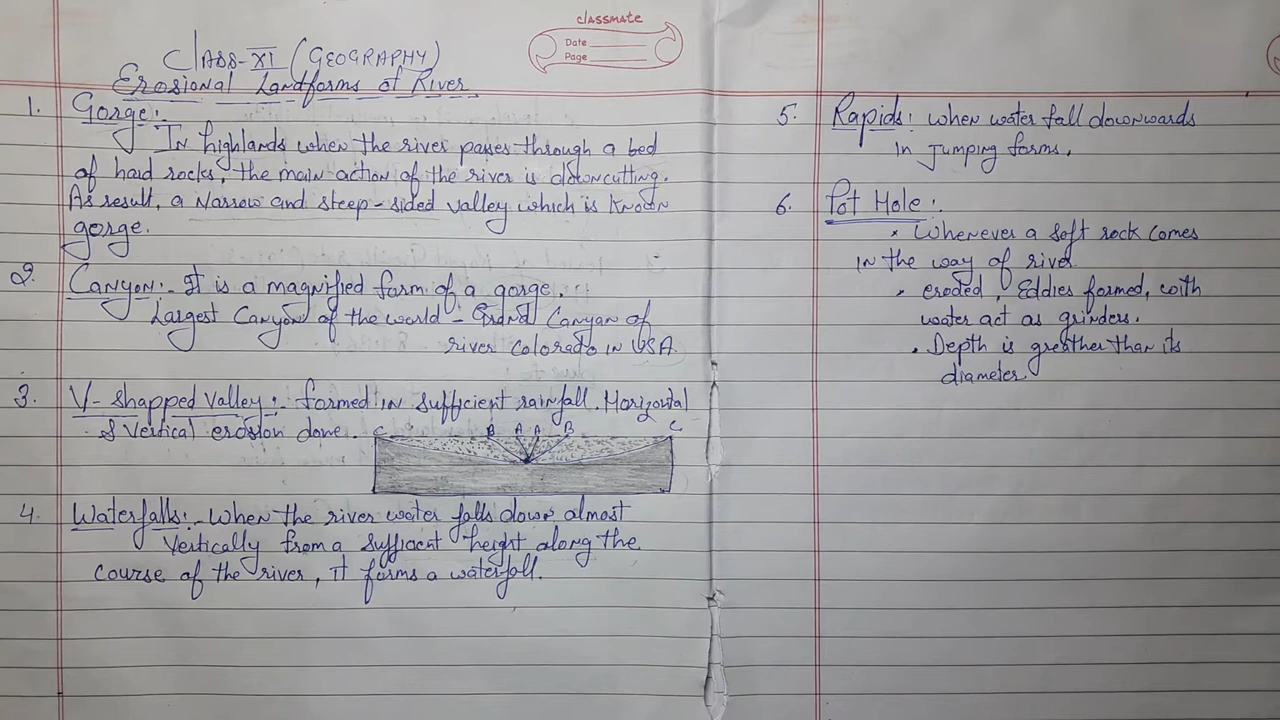 classmate
Date
Page
CLASS-XI (GEOGRAPHY)
Erosional Landforms of River
1. Gorge:-
In highlands when the river passes through a bed
of hard rocks, the main action of the river is downcutting.
As result, a Narrow and steep-sided valley which is known
gorge.
2. Canyon:- It is a magnified form of a gorge.
Largest Canyon of the world - Grand Canyan of
river Colorado in USA.
3. V-Shapped Valley:- formed in sufficient rainfall. Horizontal
& Vertical erosion done.
C B A A B C
4. Waterfalls:- When the river water falls down almost
Vertically from a sufficient height along the
course of the river, it forms a waterfall.
5. Rapids: when water fall downwards
in Jumping forms.
6. Pot Hole:-
* Whenever a soft rock comes
in the way of river
• eroded, Eddies formed, with
water act as grinders.
• Depth is greather than its
diameter